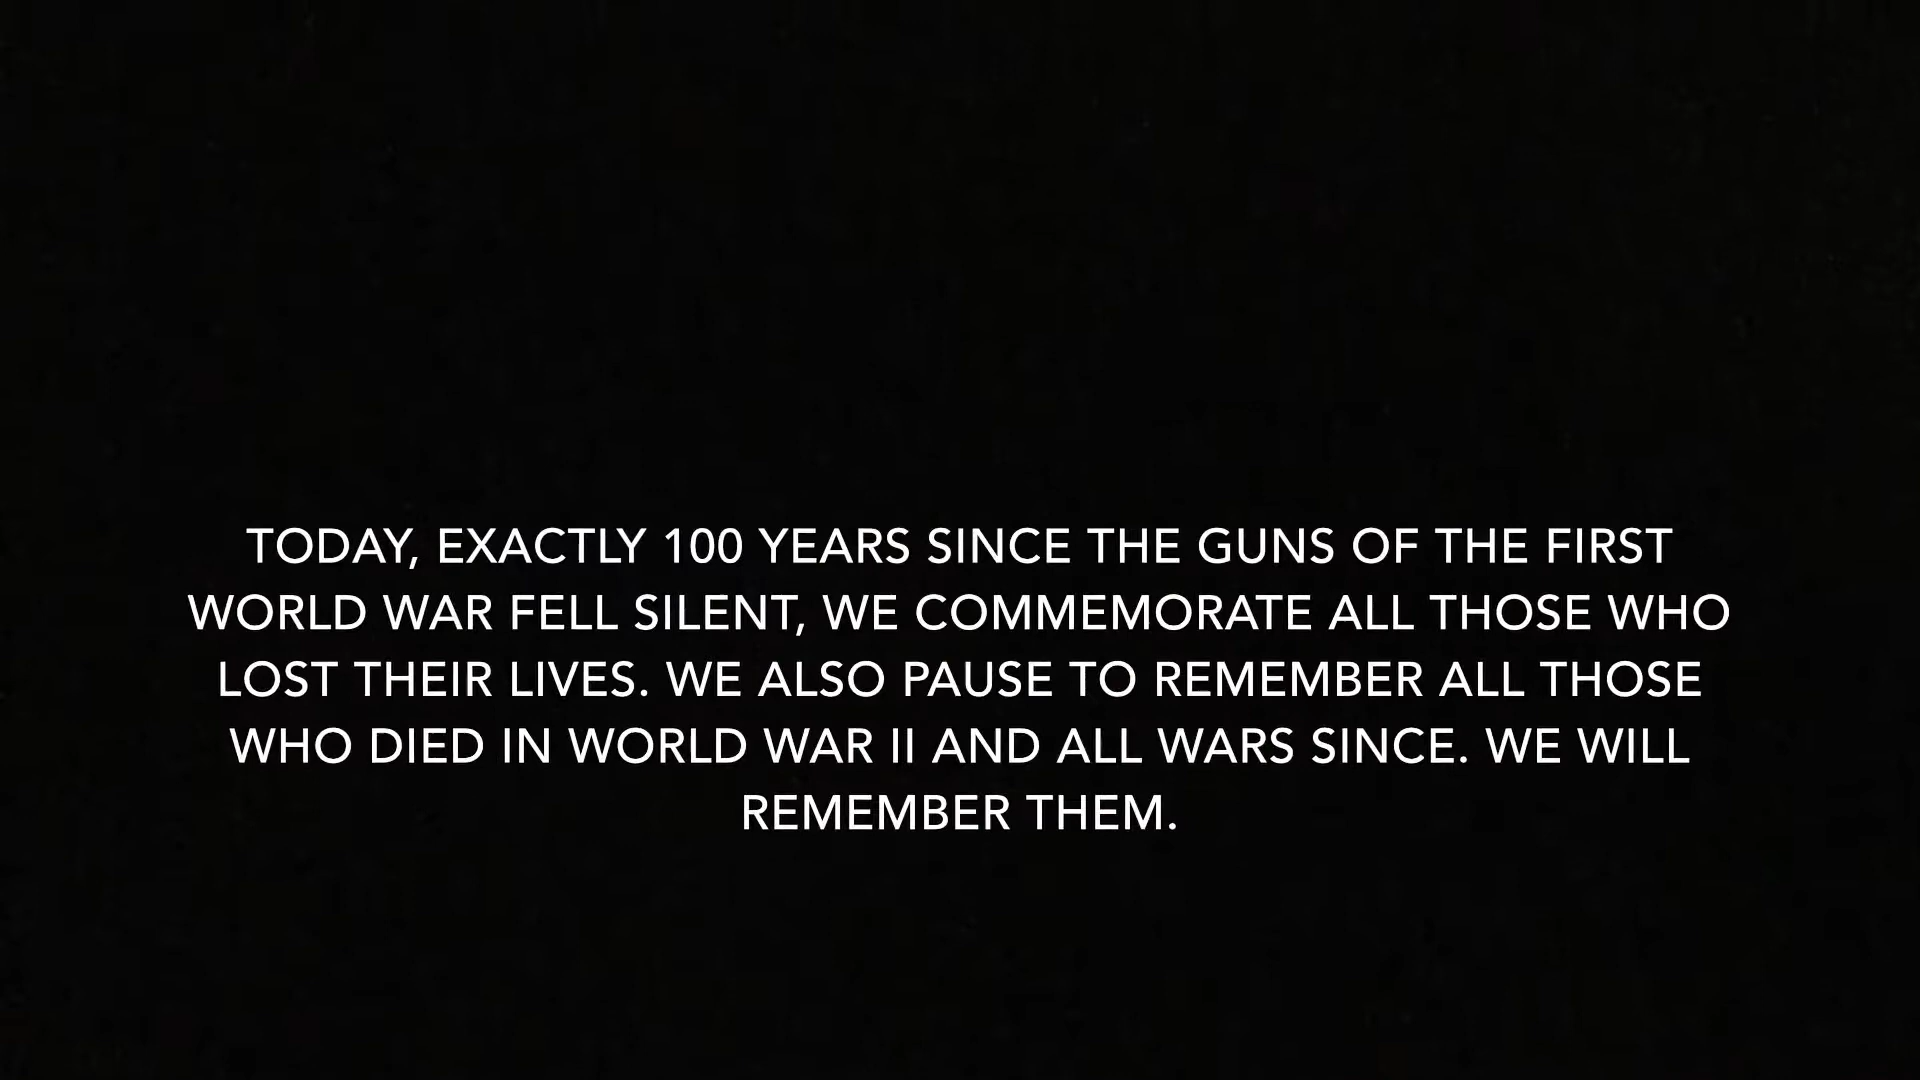 TODAY, EXACTLY 100 YEARS SINCE THE GUNS OF THE FIRST
WORLD WAR FELL SILENT, WE COMMEMORATE ALL THOSE WHO
LOST THEIR LIVES. WE ALSO PAUSE TO REMEMBER ALL THOSE
WHO DIED IN WORLD WAR II AND ALL WARS SINCE. WE WILL
REMEMBER THEM.